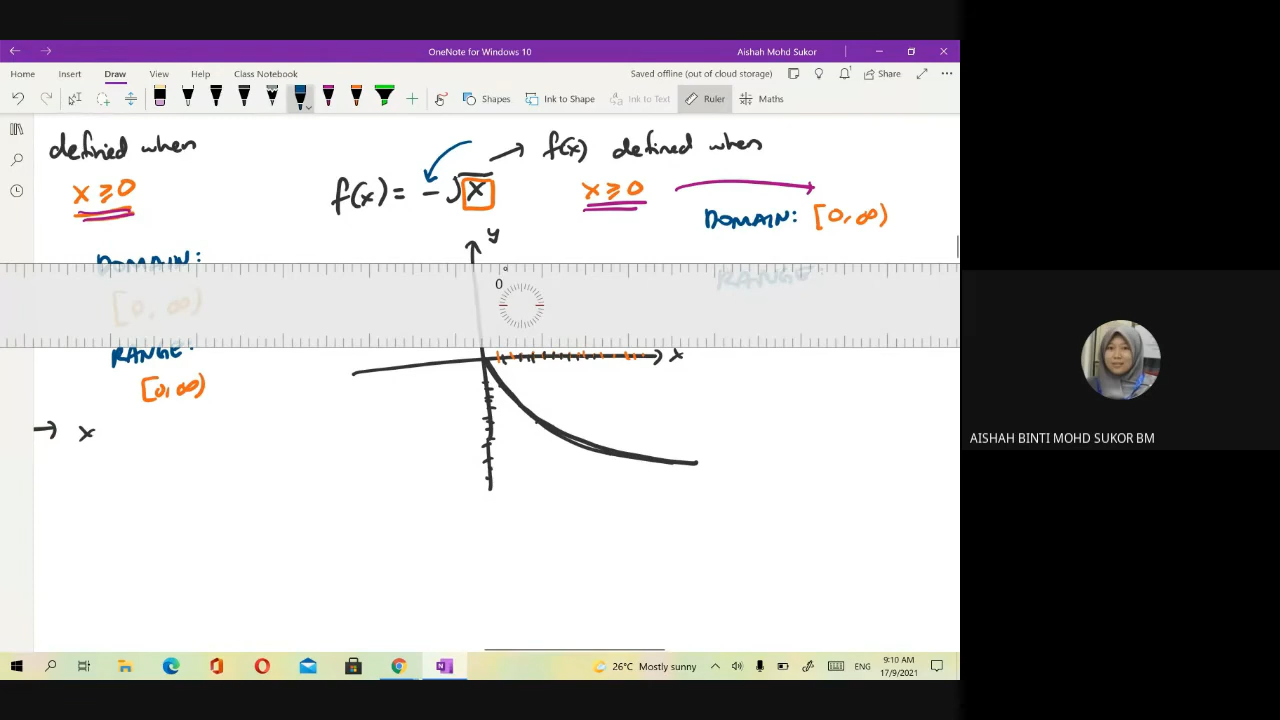 OneNote for Windows 10
Aishah Mohd Sukor
Home Insert Draw View Help Class Notebook
Saved offline (out of cloud storage)
Share
Shapes
Ink to Shape
Ink to Text
Ruler
Maths
defined when
x ≥ 0
f(x) = -√x
f(x) defined when
x ≥ 0
DOMAIN: [0, ∞)
y
DOMAIN:
RANGE:
0°
[0, ∞)
RANGE:
x
[0, ∞)
x
AISHAH BINTI MOHD SUKOR BM
26°C Mostly sunny
ENG
9:10 AM
17/9/2021